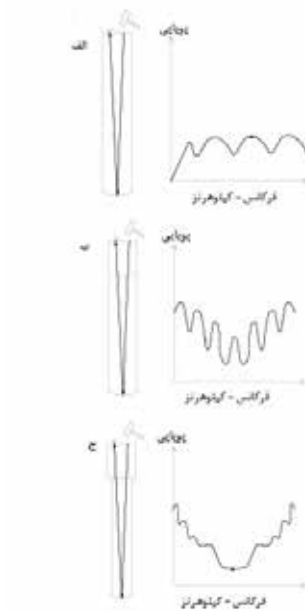 الف
پویایی
فرکانس - کیلوهرتز
ب
پویایی
فرکانس - کیلوهرتز
ج
پویایی
فرکانس - کیلوهرتز